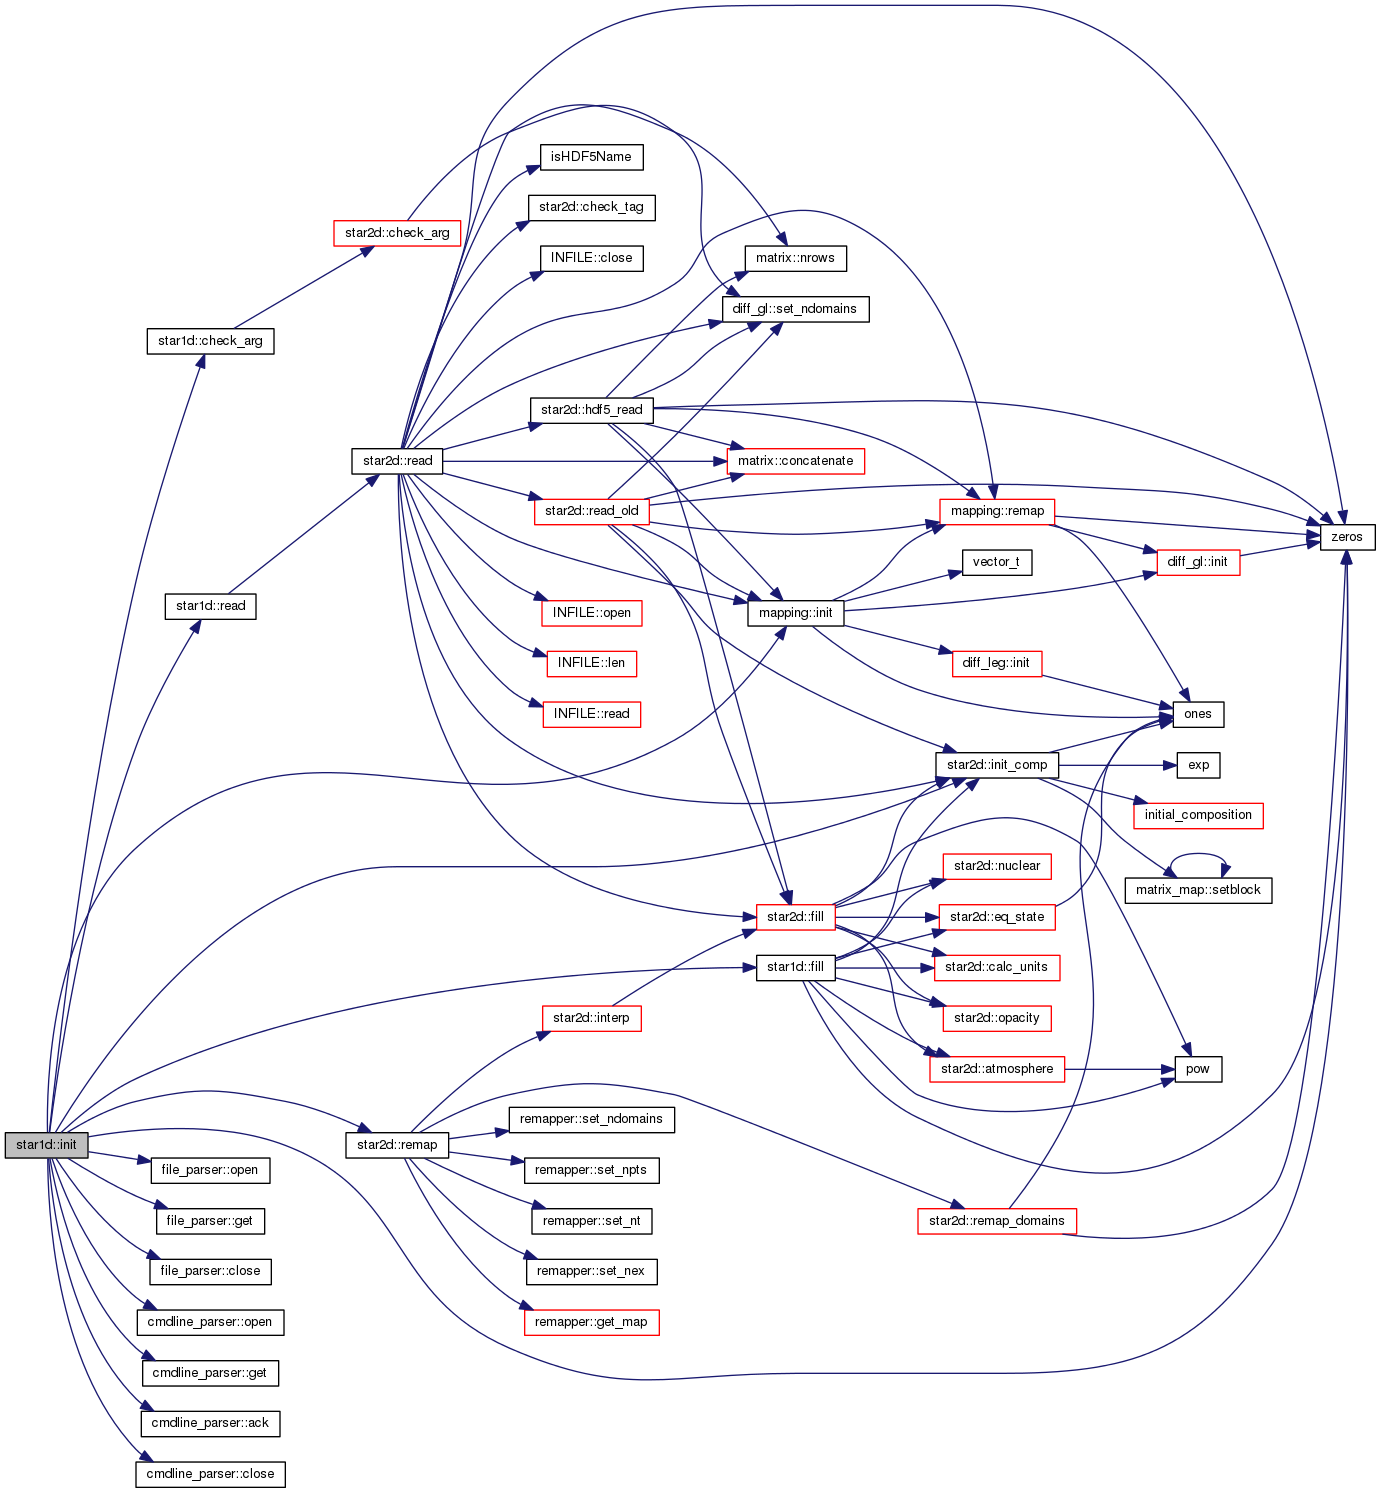 isHDF5Name
star2d::check_tag
star2d::check_arg
INFILE::close
matrix::nrows
diff_gl::set_ndomains
star1d::check_arg
star2d::hdf5_read
star2d::read
matrix::concatenate
star2d::read_old
mapping::remap
zeros
vector_t
diff_gl::init
star1d::read
INFILE::open
mapping::init
INFILE::len
diff_leg::init
INFILE::read
ones
star2d::init_comp
exp
initial_composition
star2d::nuclear
matrix_map::setblock
star2d::fill
star2d::eq_state
star1d::fill
star2d::calc_units
star2d::interp
star2d::opacity
star2d::atmosphere
pow
remapper::set_ndomains
star1d::init
star2d::remap
file_parser::open
remapper::set_npts
file_parser::get
remapper::set_nt
star2d::remap_domains
file_parser::close
remapper::set_nex
cmdline_parser::open
remapper::get_map
cmdline_parser::get
cmdline_parser::ack
cmdline_parser::close